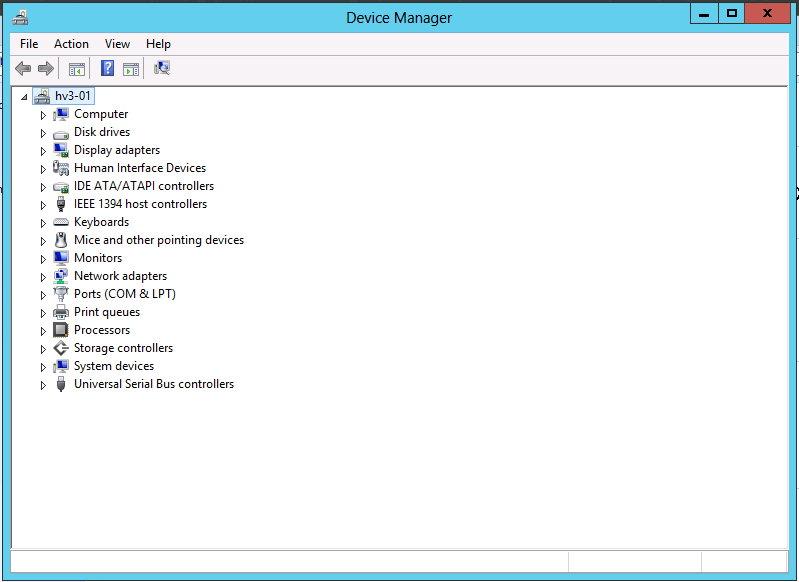 Device Manager
File Action View Help
hv3-01
Computer
Disk drives
Display adapters
Human Interface Devices
IDE ATA/ATAPI controllers
IEEE 1394 host controllers
Keyboards
Mice and other pointing devices
Monitors
Network adapters
Ports (COM & LPT)
Print queues
Processors
Storage controllers
System devices
Universal Serial Bus controllers